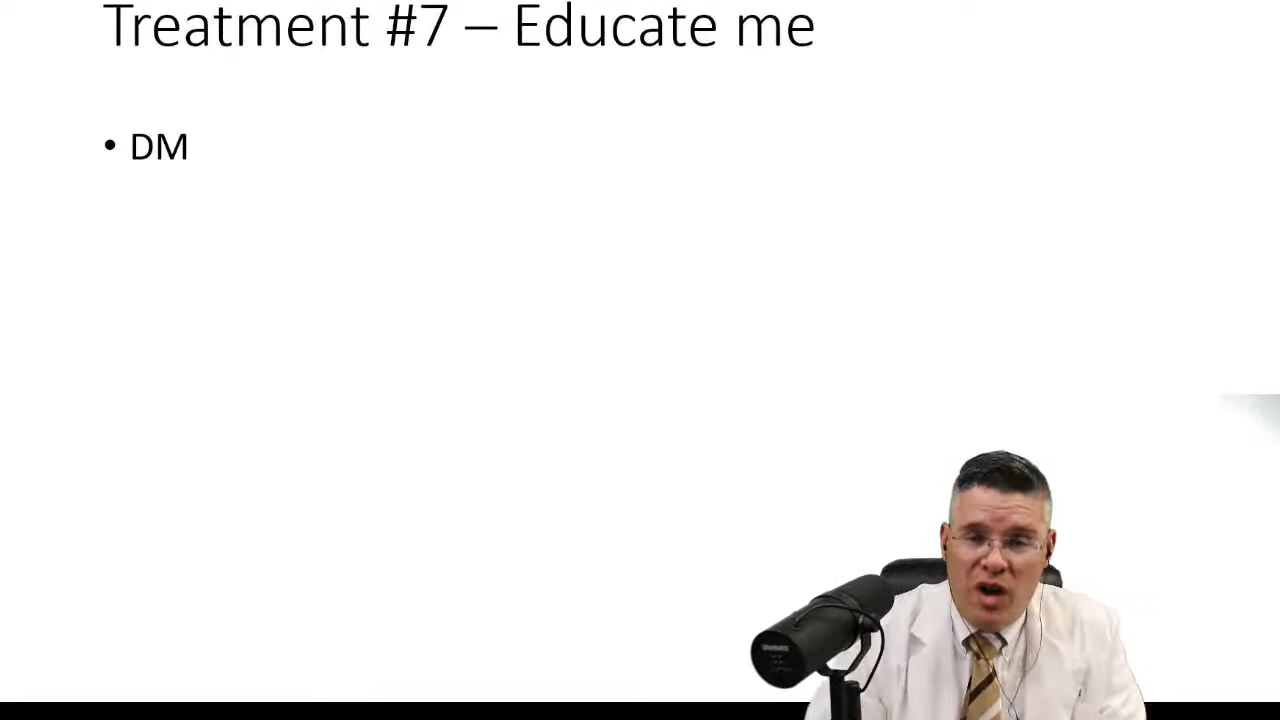 Treatment #7 – Educate me
• DM